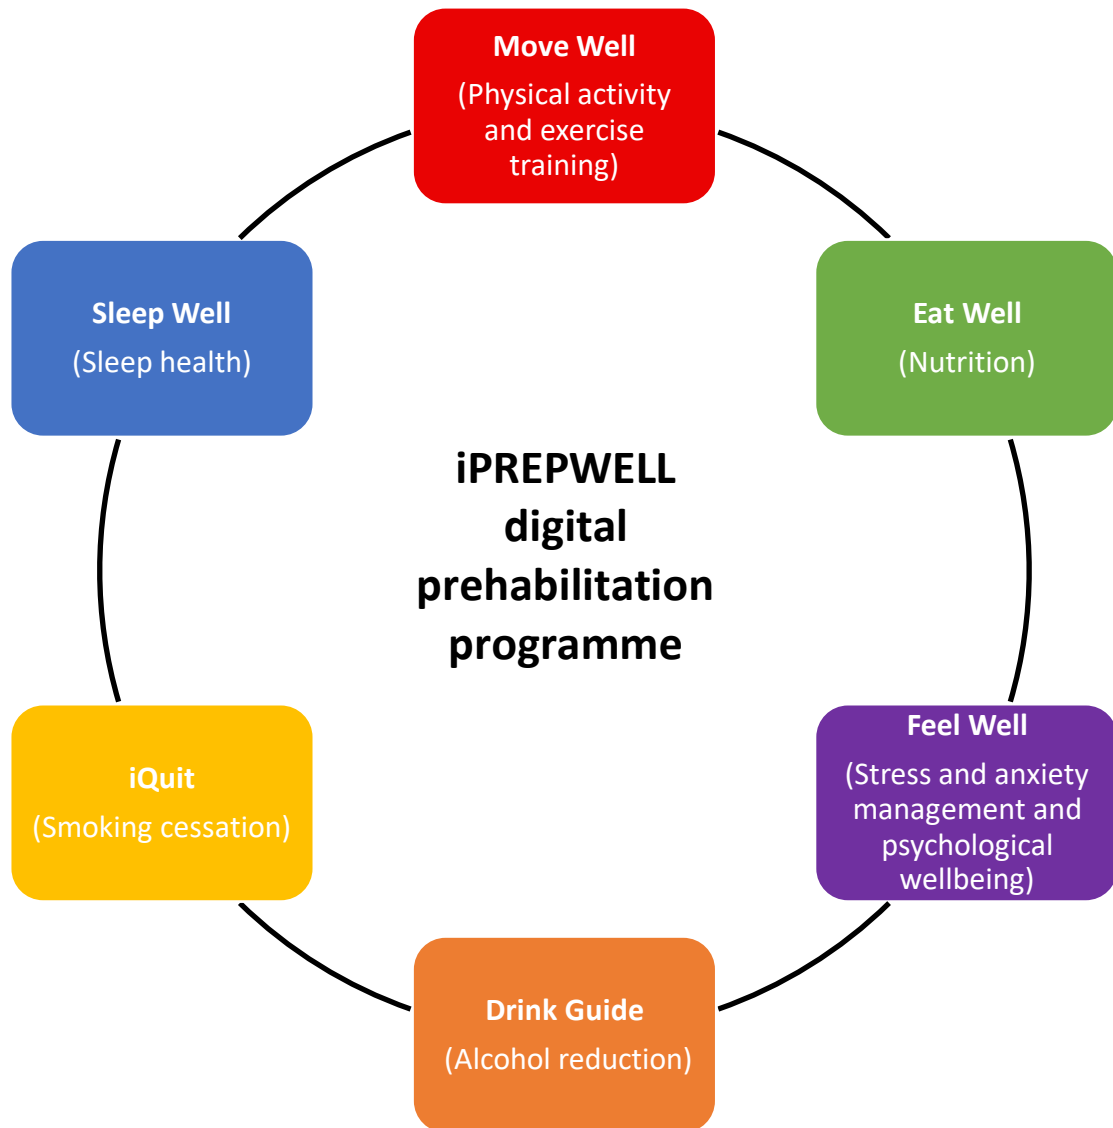 Move Well
(Physical activity
and exercise
training)
Eat Well
(Nutrition)
Feel Well
(Stress and anxiety
management and
psychological
wellbeing)
Drink Guide
(Alcohol reduction)
iQuit
(Smoking cessation)
Sleep Well
(Sleep health)
iPREPWELL
digital
prehabilitation
programme